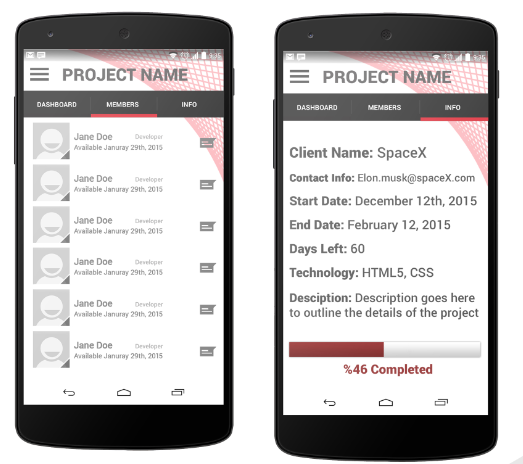 9:35
PROJECT NAME
DASHBOARD MEMBERS INFO
Jane Doe Developer
Available Januray 29th, 2015
Jane Doe Developer
Available Januray 29th, 2015
Jane Doe Developer
Available Januray 29th, 2015
Jane Doe Developer
Available Januray 29th, 2015
Jane Doe Developer
Available Januray 29th, 2015
Jane Doe Developer
Available Januray 29th, 2015
9:35
PROJECT NAME
DASHBOARD MEMBERS INFO
Client Name: SpaceX
Contact Info: Elon.musk@spaceX.com
Start Date: December 12th, 2015
End Date: February 12, 2015
Days Left: 60
Technology: HTML5, CSS
Desciption: Description goes here
to outline the details of the project
%46 Completed